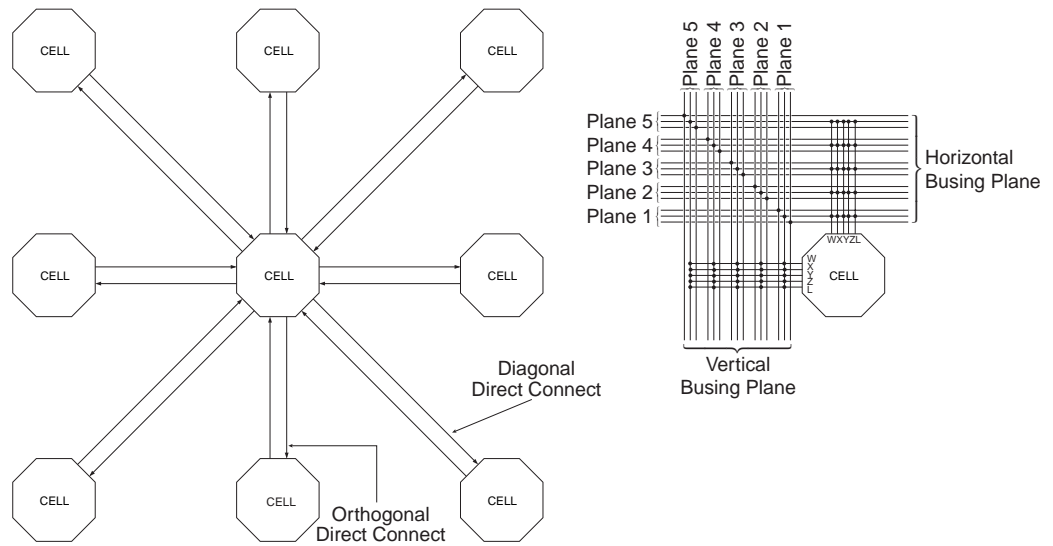 CELL
CELL
CELL
CELL
CELL
CELL
CELL
CELL
CELL
Diagonal
Direct Connect
Orthogonal
Direct Connect
Plane 5
Plane 4
Plane 3
Plane 2
Plane 1
Plane 5
Plane 4
Plane 3
Plane 2
Plane 1
Horizontal
Busing Plane
WXYZL
W
X
Y
Z
L
CELL
Vertical
Busing Plane